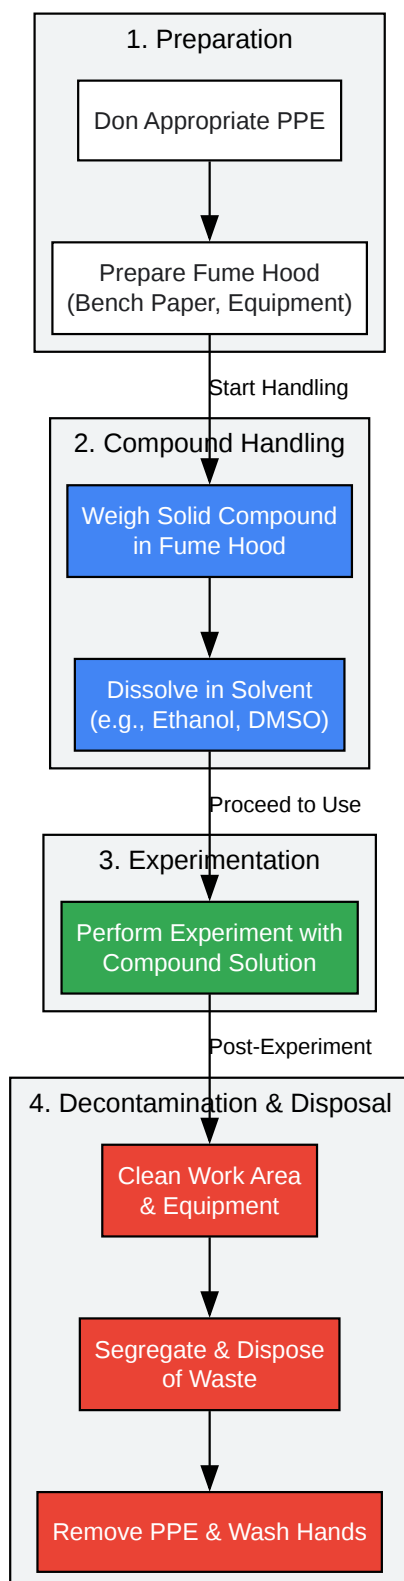 1. Preparation
Don Appropriate PPE
Prepare Fume Hood
(Bench Paper, Equipment)
Start Handling
2. Compound Handling
Weigh Solid Compound
in Fume Hood
Dissolve in Solvent
(e.g., Ethanol, DMSO)
Proceed to Use
3. Experimentation
Perform Experiment with
Compound Solution
Post-Experiment
4. Decontamination & Disposal
Clean Work Area
& Equipment
Segregate & Dispose
of Waste
Remove PPE & Wash Hands